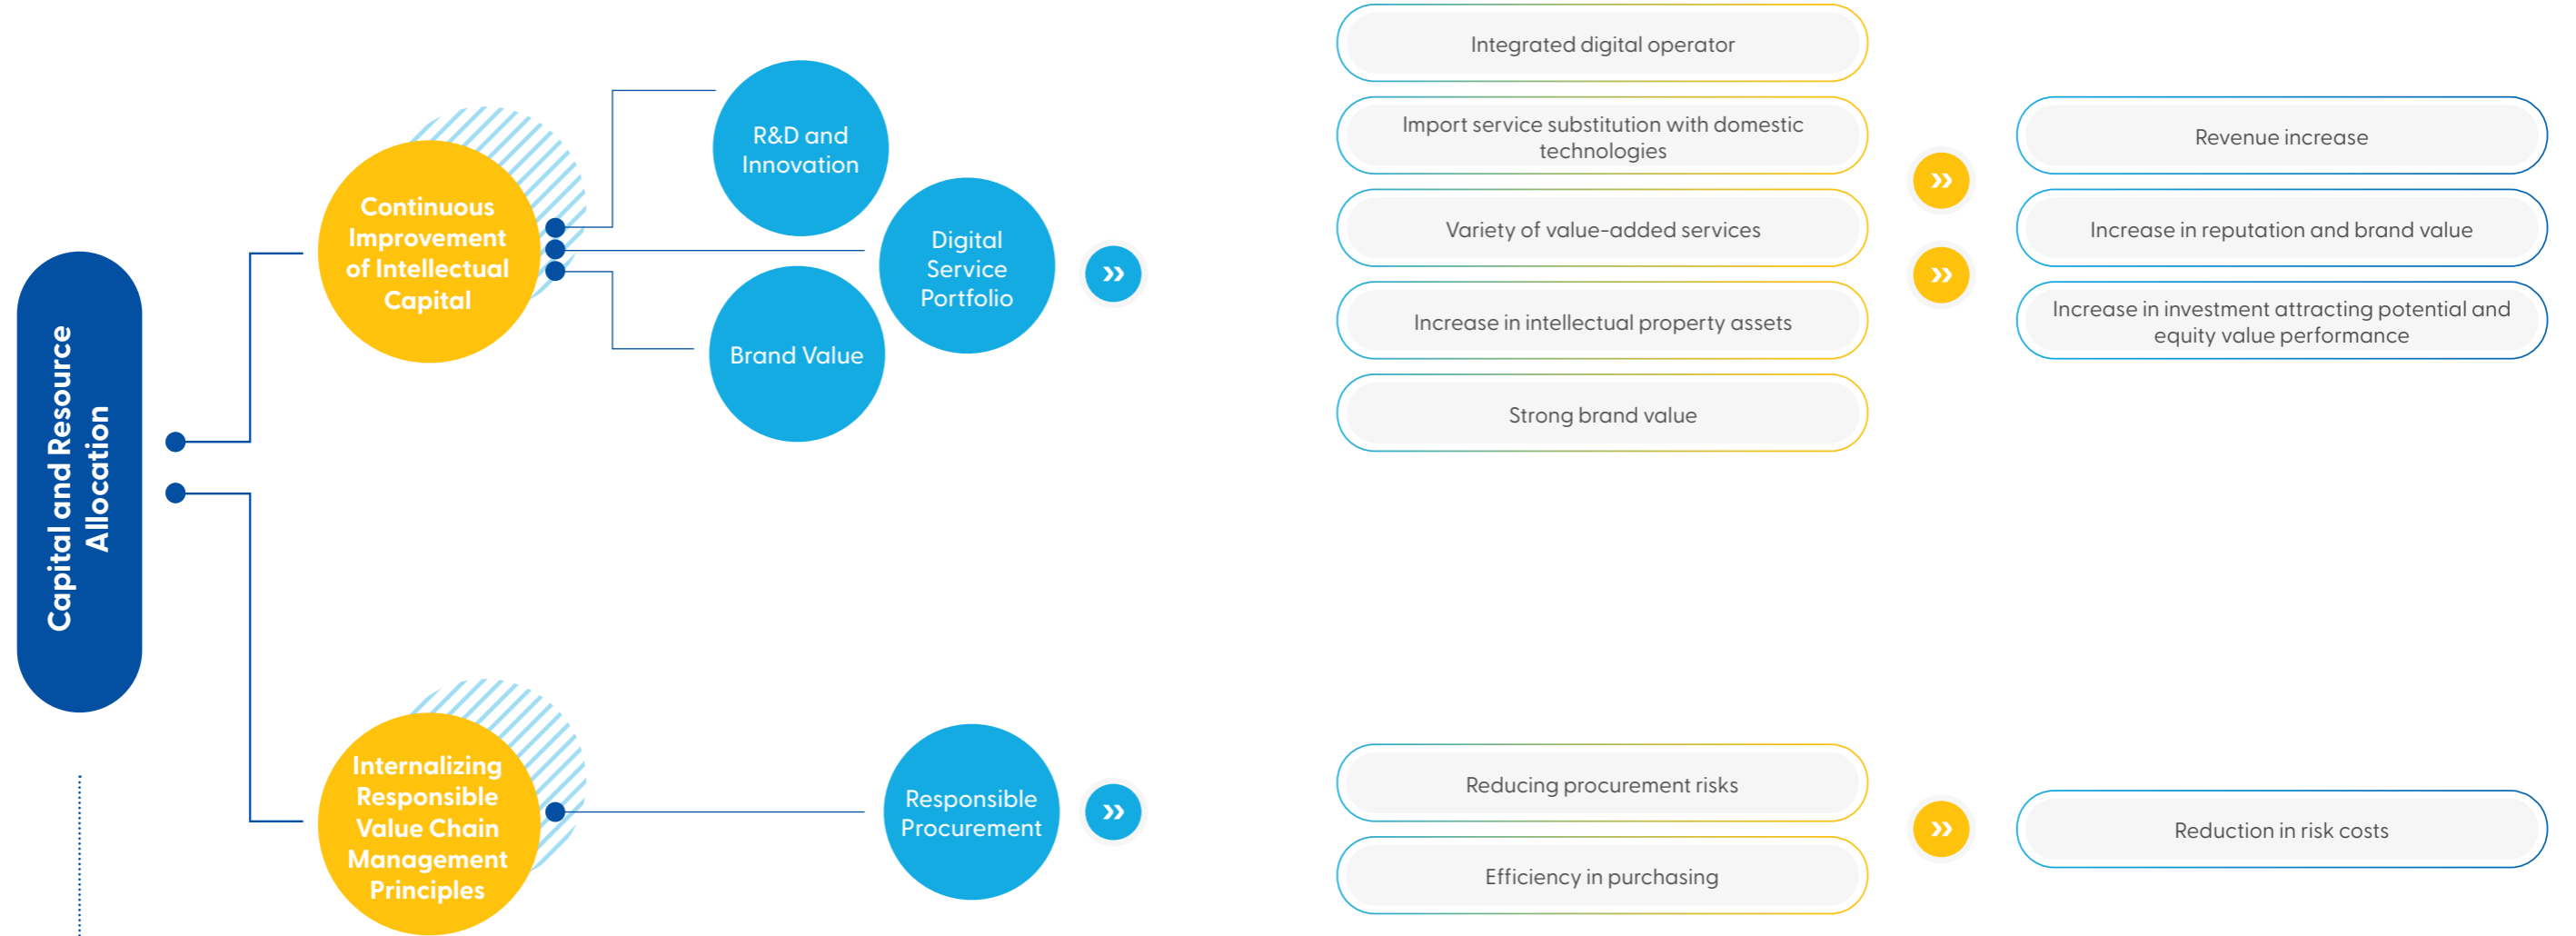 Capital and Resource
Allocation
Continuous
Improvement
of Intellectual
Capital
R&D and
Innovation
Digital
Service
Portfolio
Brand Value
Integrated digital operator
Import service substitution with domestic
technologies
Variety of value-added services
Increase in intellectual property assets
Strong brand value
Revenue increase
Increase in reputation and brand value
Increase in investment attracting potential and
equity value performance
Internalizing
Responsible
Value Chain
Management
Principles
Responsible
Procurement
Reducing procurement risks
Efficiency in purchasing
Reduction in risk costs